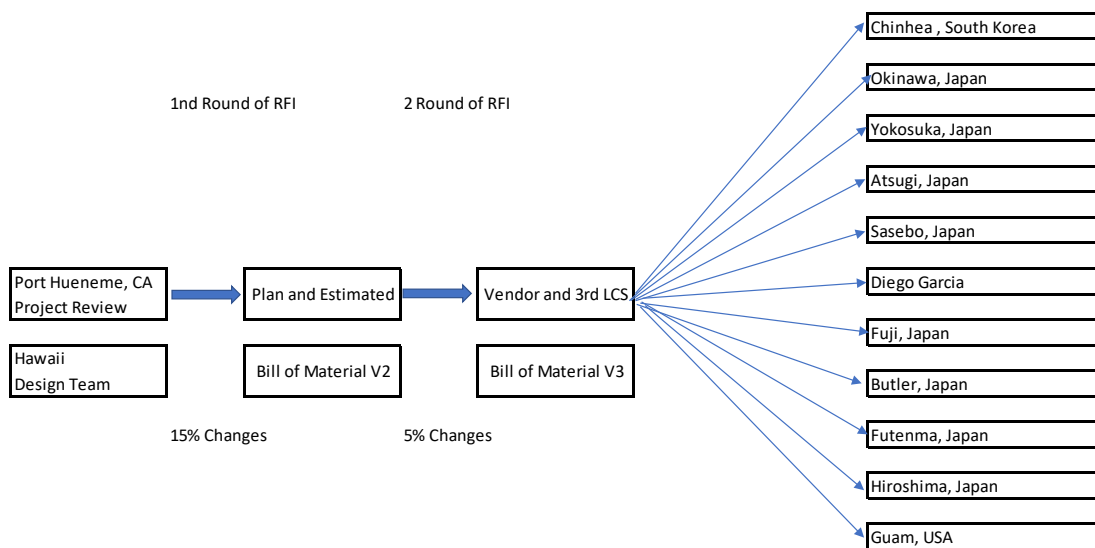 1nd Round of RFI
2 Round of RFI
Port Hueneme, CA
Project Review
Plan and Estimated
Vendor and 3rd LCS
Hawaii
Design Team
Bill of Material V2
Bill of Material V3
15% Changes
5% Changes
Chinhea , South Korea
Okinawa, Japan
Yokosuka, Japan
Atsugi, Japan
Sasebo, Japan
Diego Garcia
Fuji, Japan
Butler, Japan
Futenma, Japan
Hiroshima, Japan
Guam, USA